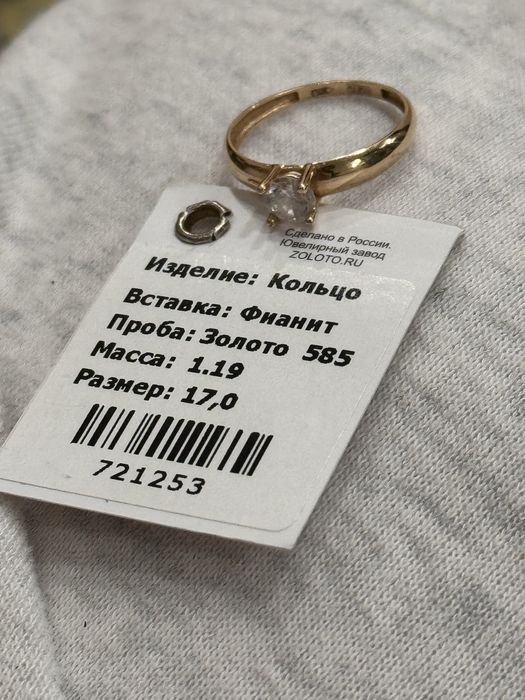 Сделано в России.
Ювелирный завод
ZOLOTO.RU
Изделие: Кольцо
Вставка: Фианит
Проба: Золото 585
Масса: 1.19
Размер: 17,0
721253